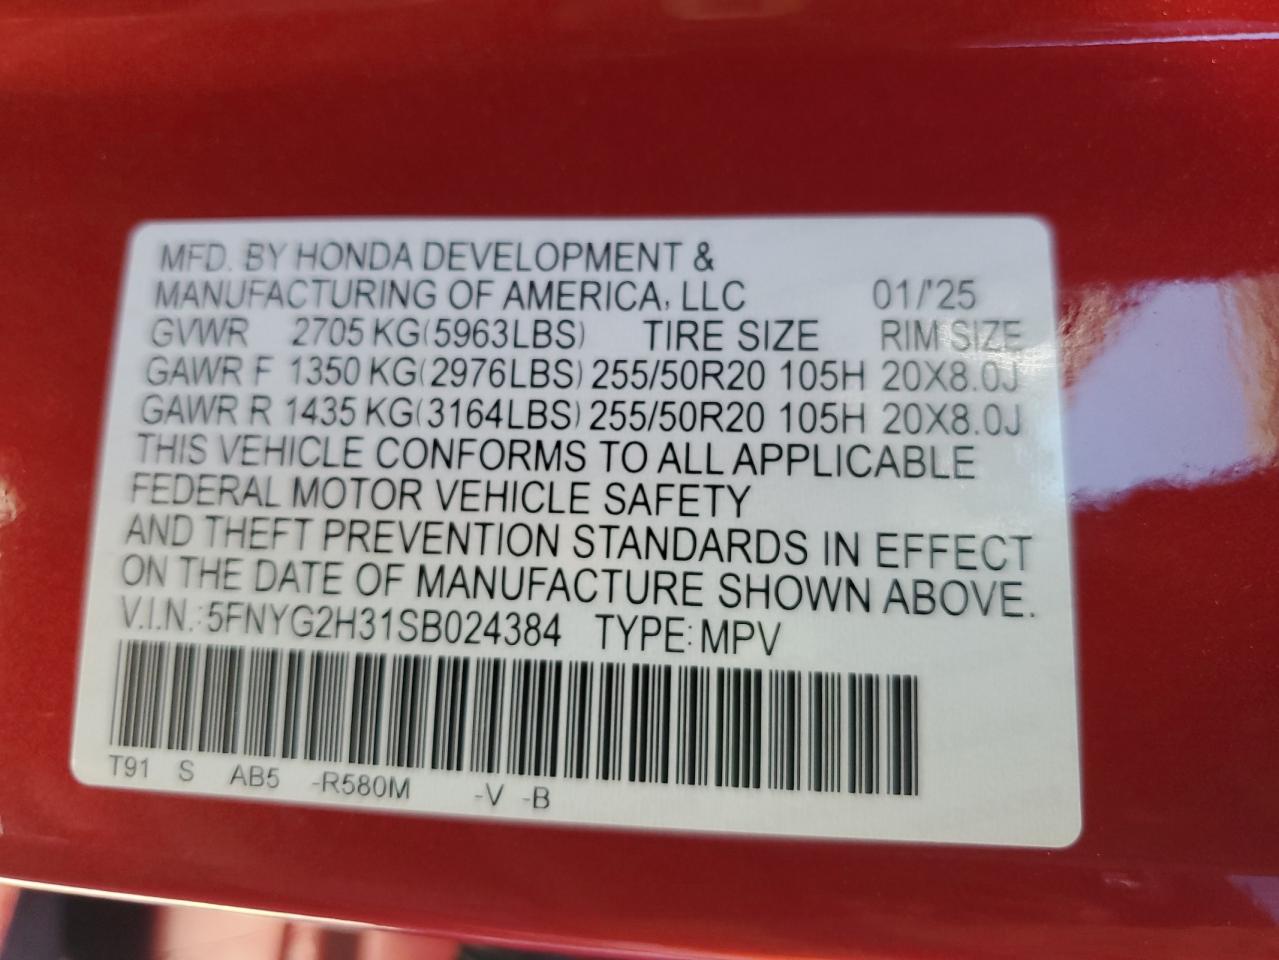 MFD. BY HONDA DEVELOPMENT &
MANUFACTURING OF AMERICA, LLC 01/'25
GVWR 2705 KG(5963LBS) TIRE SIZE RIM SIZE
GAWR F 1350 KG(2976LBS) 255/50R20 105H 20X8.0J
GAWR R 1435 KG(3164LBS) 255/50R20 105H 20X8.0J
THIS VEHICLE CONFORMS TO ALL APPLICABLE
FEDERAL MOTOR VEHICLE SAFETY
AND THEFT PREVENTION STANDARDS IN EFFECT
ON THE DATE OF MANUFACTURE SHOWN ABOVE.
V.I.N.: 5FNYG2H31SB024384 TYPE: MPV
T91 S AB5 -R580M -V -B